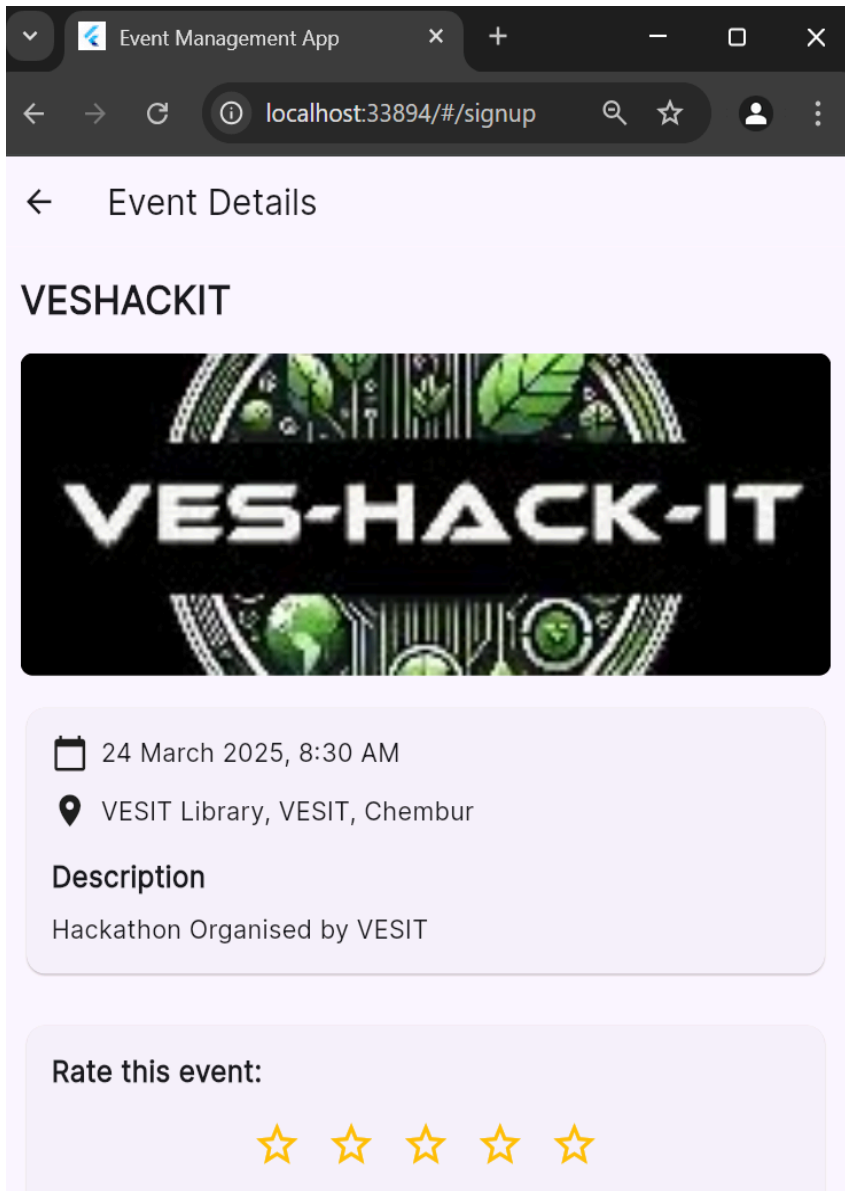 Event Management App
localhost:33894/#/signup
Event Details
VESHACKIT
VES-HACK-IT
24 March 2025, 8:30 AM
VESIT Library, VESIT, Chembur
Description
Hackathon Organised by VESIT
Rate this event: